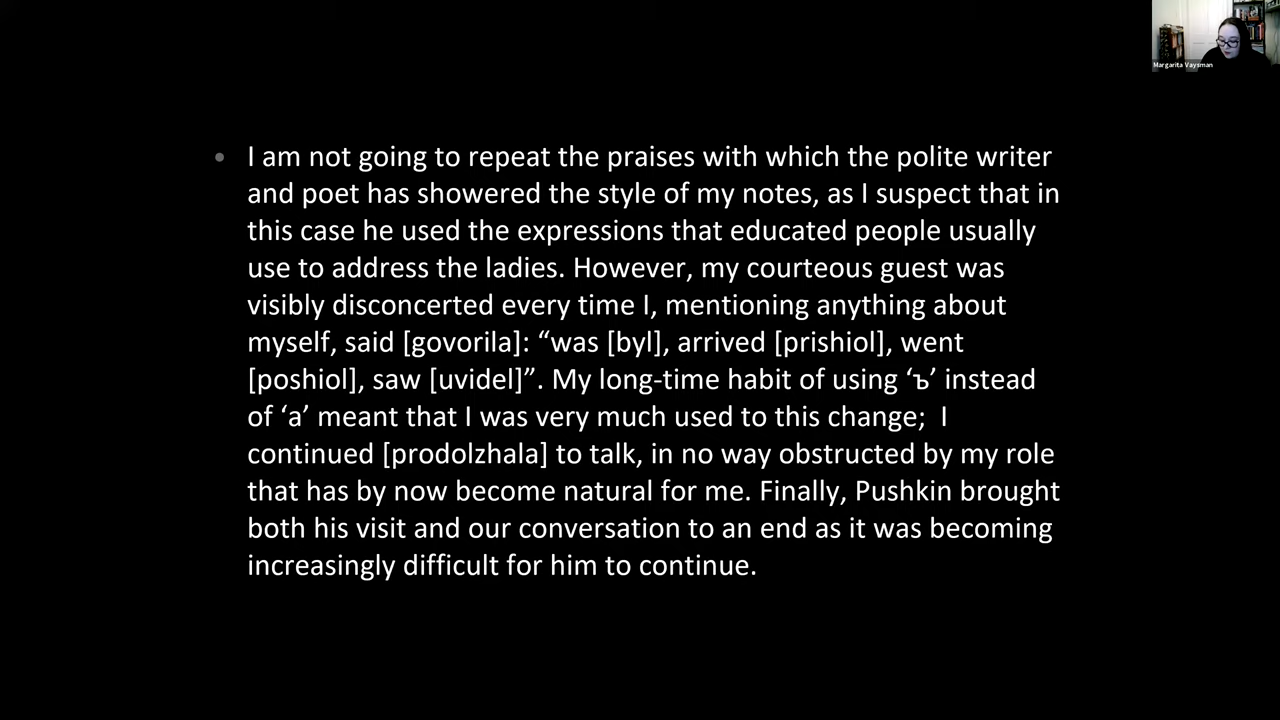 Margarita Vaysman
• I am not going to repeat the praises with which the polite writer
and poet has showered the style of my notes, as I suspect that in
this case he used the expressions that educated people usually
use to address the ladies. However, my courteous guest was
visibly disconcerted every time I, mentioning anything about
myself, said [govorila]: “was [byl], arrived [prishiol], went
[poshiol], saw [uvidel]”. My long-time habit of using ‘ъ’ instead
of ‘a’ meant that I was very much used to this change;  I
continued [prodolzhala] to talk, in no way obstructed by my role
that has by now become natural for me. Finally, Pushkin brought
both his visit and our conversation to an end as it was becoming
increasingly difficult for him to continue.